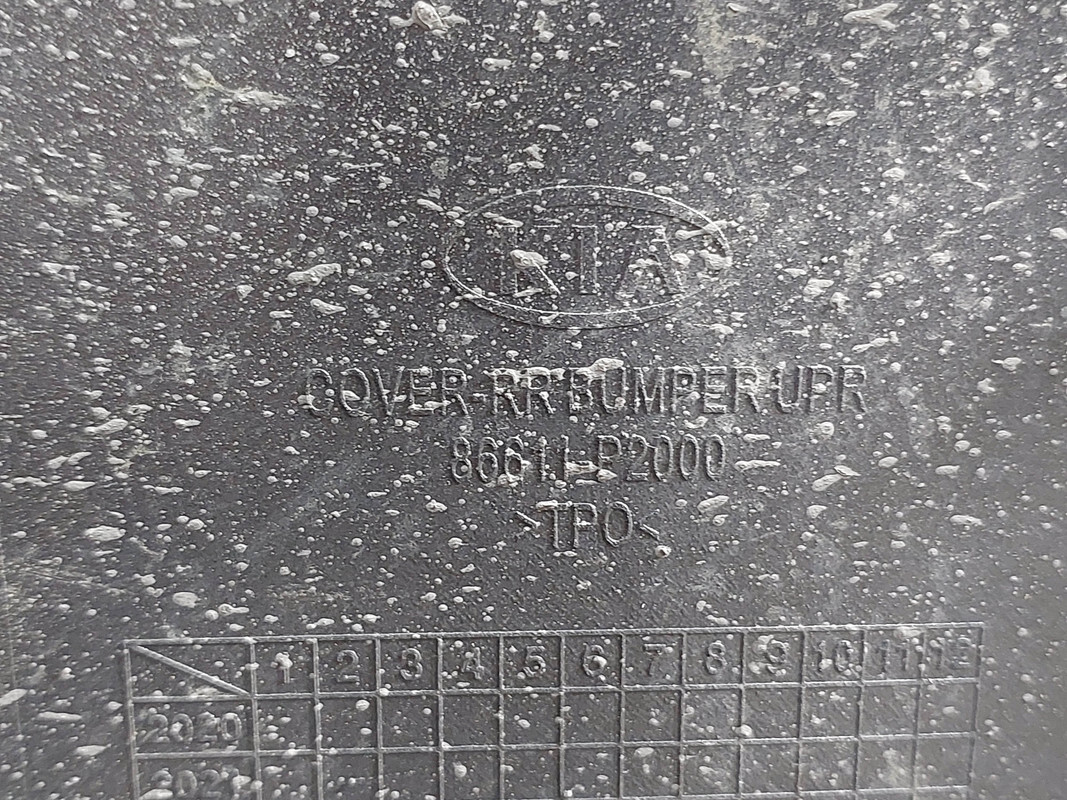 KIA
COVER-RR BUMPER UPR
86611-P2000
>TPO<
1 2 3 4 5 6 7 8 9 10 11 12
2020
2021